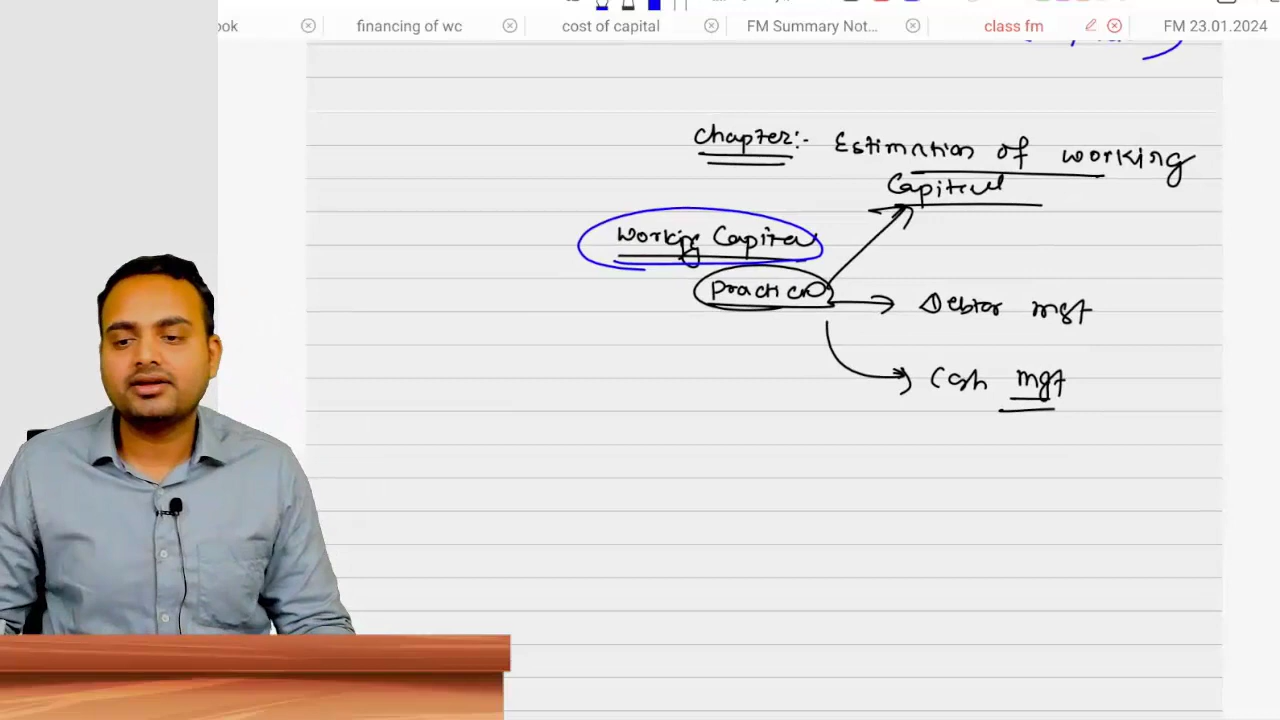 ook financing of wc cost of capital FM Summary Not... class fm FM 23.01.2024
Chapter:- Estimation of working
Capital
Working Capital
Practical
Debtor mgt
Cash mgt